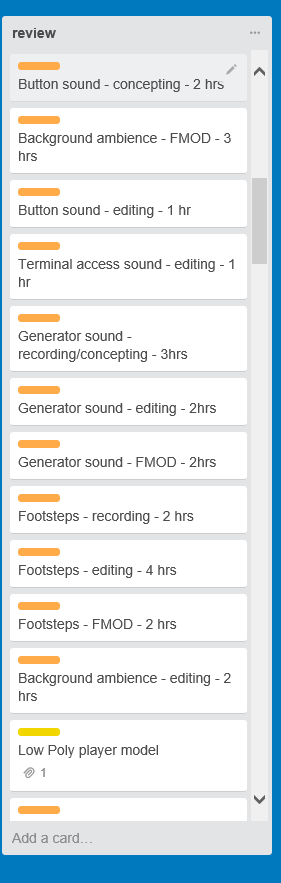 review
Button sound - concepting - 2 hrs
Background ambience - FMOD - 3
hrs
Button sound - editing - 1 hr
Terminal access sound - editing - 1
hr
Generator sound -
recording/concepting - 3hrs
Generator sound - editing - 2hrs
Generator sound - FMOD - 2hrs
Footsteps - recording - 2 hrs
Footsteps - editing - 4 hrs
Footsteps - FMOD - 2 hrs
Background ambience - editing - 2
hrs
Low Poly player model
1
Add a card...